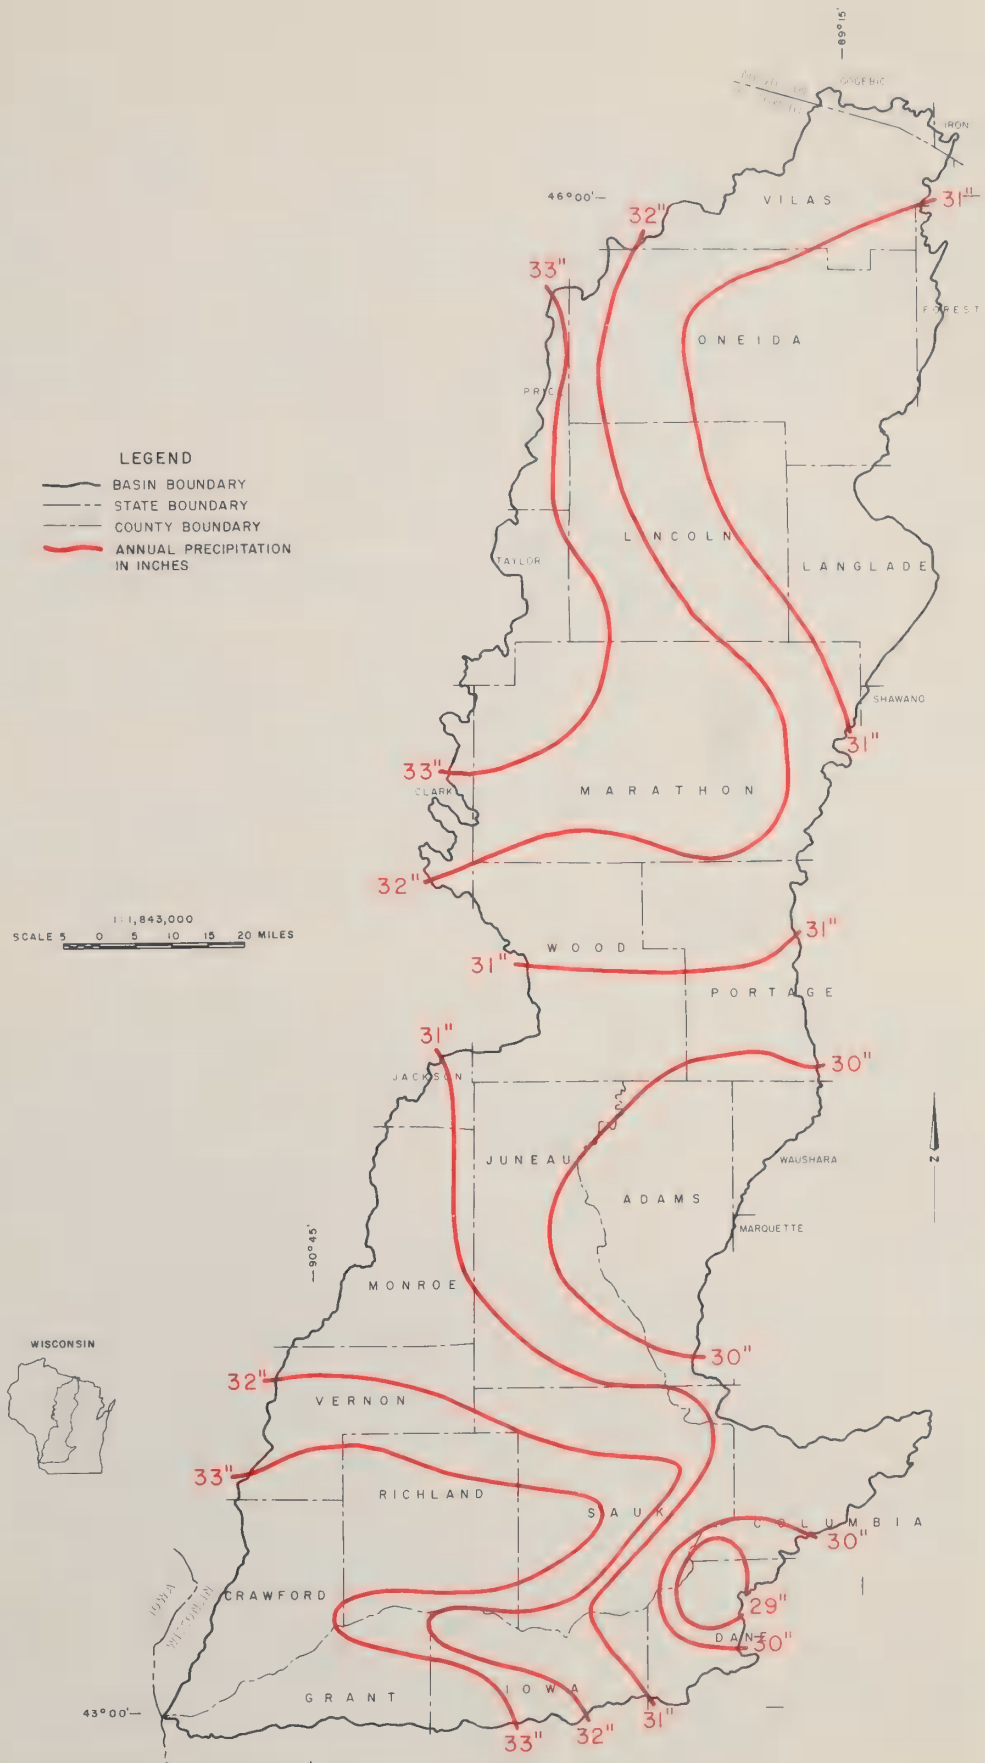 89°15'
GOGEBIC
IRON
46°00'
VILAS
31"
32"
33"
FOREST
ONEIDA
PRICE
LEGEND
BASIN BOUNDARY
STATE BOUNDARY
COUNTY BOUNDARY
ANNUAL PRECIPITATION
IN INCHES
LINCOLN
TAYLOR
LANGLADE
SHAWANO
31"
33"
CLARK
MARATHON
32"
1:1,843,000
SCALE 5 0 5 10 15 20 MILES
WOOD
31"
31"
PORTAGE
31"
30"
JACKSON
JUNEAU
WAUSHARA
N
ADAMS
MARQUETTE
90°45'
MONROE
WISCONSIN
30"
32"
VERNON
33"
RICHLAND
SAUK
COLUMBIA
30"
CRAWFORD
IOWA
29"
DANE
30"
GRANT
IOWA
43°00'
33"
32"
31"